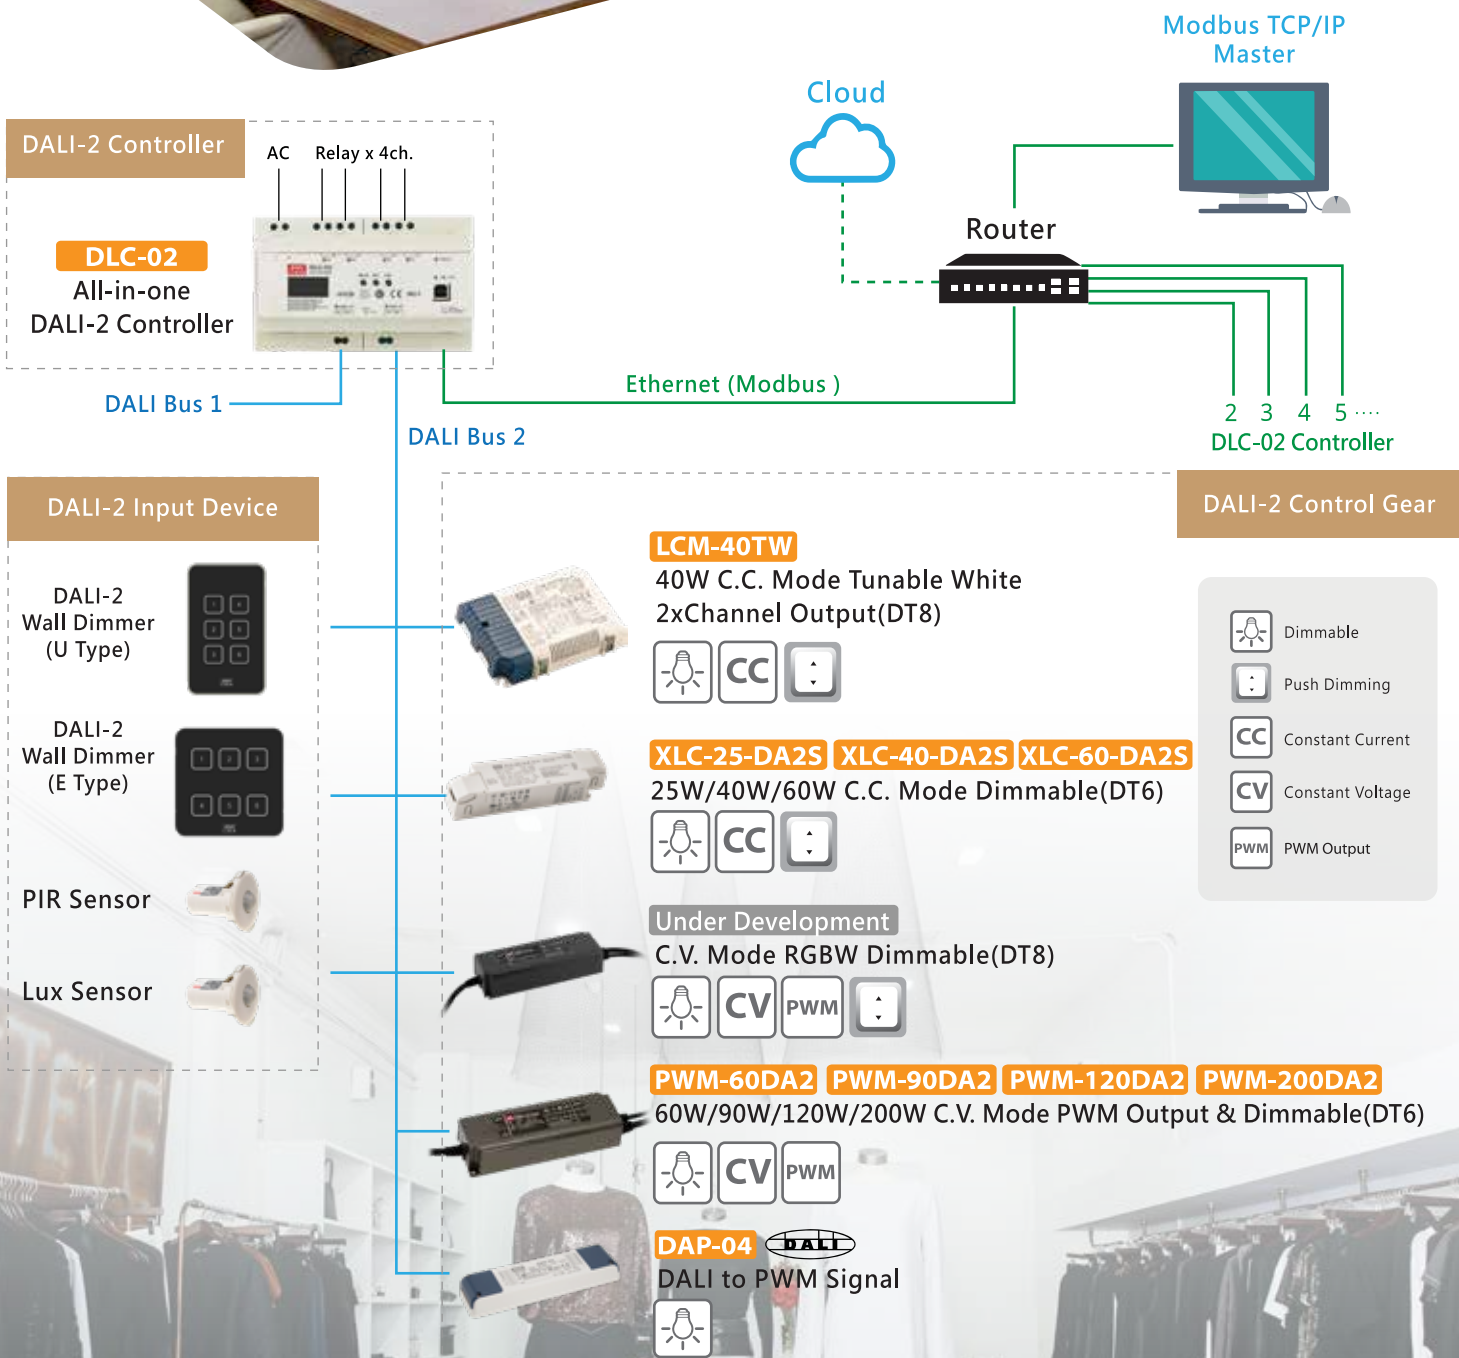 Modbus TCP/IP
Master
Cloud
DALI-2 Controller
AC Relay x 4ch.
Router
DLC-02
All-in-one
DALI-2 Controller
Ethernet (Modbus )
DALI Bus 1
DALI Bus 2
2 3 4 5 ....
DLC-02 Controller
DALI-2 Input Device
DALI-2
Wall Dimmer
(U Type)
DALI-2
Wall Dimmer
(E Type)
1 2 3
4 5 6
PIR Sensor
Lux Sensor
DALI-2 Control Gear
LCM-40TW
40W C.C. Mode Tunable White
2xChannel Output(DT8)
CC
XLC-25-DA2S XLC-40-DA2S XLC-60-DA2S
25W/40W/60W C.C. Mode Dimmable(DT6)
CC
Under Development
C.V. Mode RGBW Dimmable(DT8)
CV PWM
PWM-60DA2 PWM-90DA2 PWM-120DA2 PWM-200DA2
60W/90W/120W/200W C.V. Mode PWM Output & Dimmable(DT6)
CV PWM
DAP-04 DALI
DALI to PWM Signal
Dimmable
Push Dimming
CC Constant Current
CV Constant Voltage
PWM PWM Output